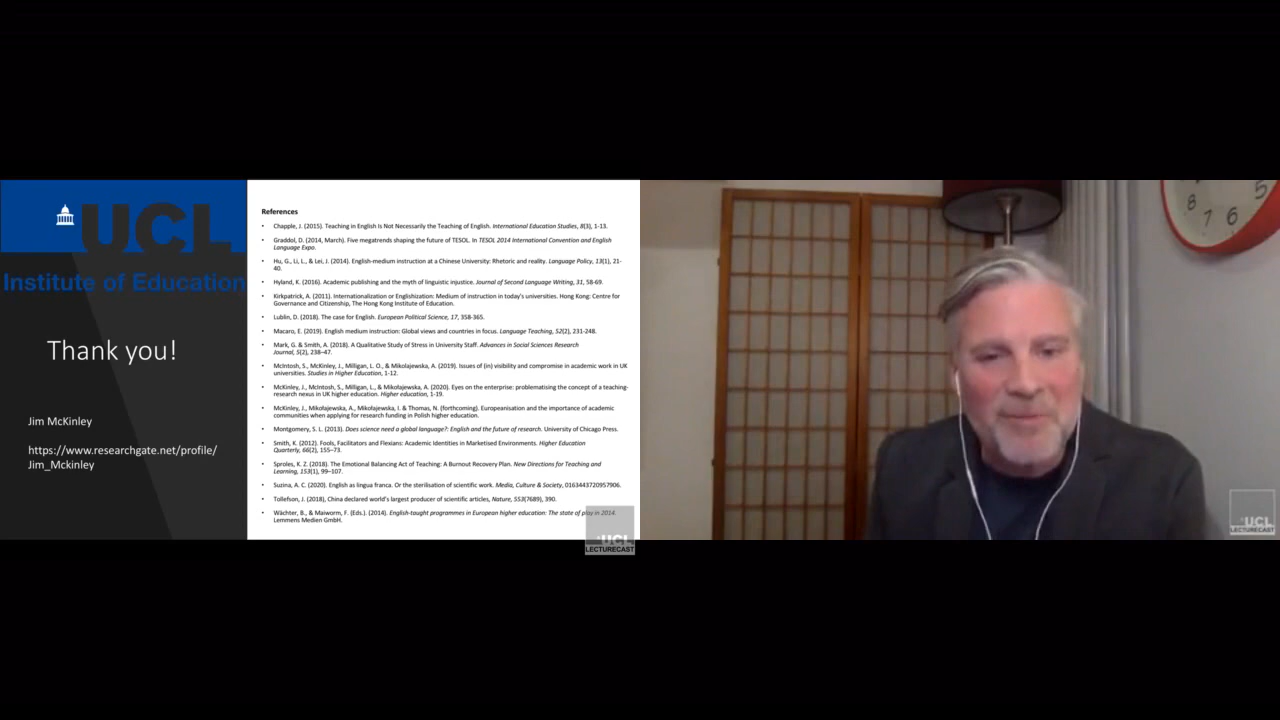 UCL
Institute of Education
Thank you!
Jim McKinley
https://www.researchgate.net/profile/
Jim_Mckinley
References
• Chapple, J. (2015). Teaching in English Is Not Necessarily the Teaching of English. International Education Studies, 8(3), 1-13.
• Graddol, D. (2014, March). Five megatrends shaping the future of TESOL. In TESOL 2014 International Convention and English
Language Expo.
• Hu, G., Li, L., & Lei, J. (2014). English-medium instruction at a Chinese University: Rhetoric and reality. Language Policy, 13(1), 21-
40.
• Hyland, K. (2016). Academic publishing and the myth of linguistic injustice. Journal of Second Language Writing, 31, 58-69.
• Kirkpatrick, A. (2011). Internationalization or Englishization: Medium of instruction in today's universities. Hong Kong: Centre for
Governance and Citizenship, The Hong Kong Institute of Education.
• Lublin, D. (2018). The case for English. European Political Science, 17, 358-365.
• Macaro, E. (2019). English medium instruction: Global views and countries in focus. Language Teaching, 52(2), 231-248.
• Mark, G. & Smith, A. (2018). A Qualitative Study of Stress in University Staff. Advances in Social Sciences Research
Journal, 5(2), 238–47.
• McIntosh, S., McKinley, J., Milligan, L. O., & Mikolajewska, A. (2019). Issues of (in) visibility and compromise in academic work in UK
universities. Studies in Higher Education, 1-12.
• McKinley, J., McIntosh, S., Milligan, L., & Mikołajewska, A. (2020). Eyes on the enterprise: problematising the concept of a teaching-
research nexus in UK higher education. Higher education, 1-19.
• McKinley, J., Mikołajewska, A., Mikołajewska, I. & Thomas, N. (forthcoming). Europeanisation and the importance of academic
communities when applying for research funding in Polish higher education.
• Montgomery, S. L. (2013). Does science need a global language?: English and the future of research. University of Chicago Press.
• Smith, K. (2012). Fools, Facilitators and Flexians: Academic Identities in Marketised Environments. Higher Education
Quarterly, 66(2), 155–73.
• Sproles, K. Z. (2018). The Emotional Balancing Act of Teaching: A Burnout Recovery Plan. New Directions for Teaching and
Learning, 153(1), 99–107.
• Suzina, A. C. (2020). English as lingua franca. Or the sterilisation of scientific work. Media, Culture & Society, 0163443720957906.
• Tollefson, J. (2018), China declared world's largest producer of scientific articles, Nature, 553(7689), 390.
• Wächter, B., & Maiworm, F. (Eds.). (2014). English-taught programmes in European higher education: The state of play in 2014.
Lemmens Medien GmbH.
UCL
LECTURECAST
5
6
7
8
UCL
LECTURECAST